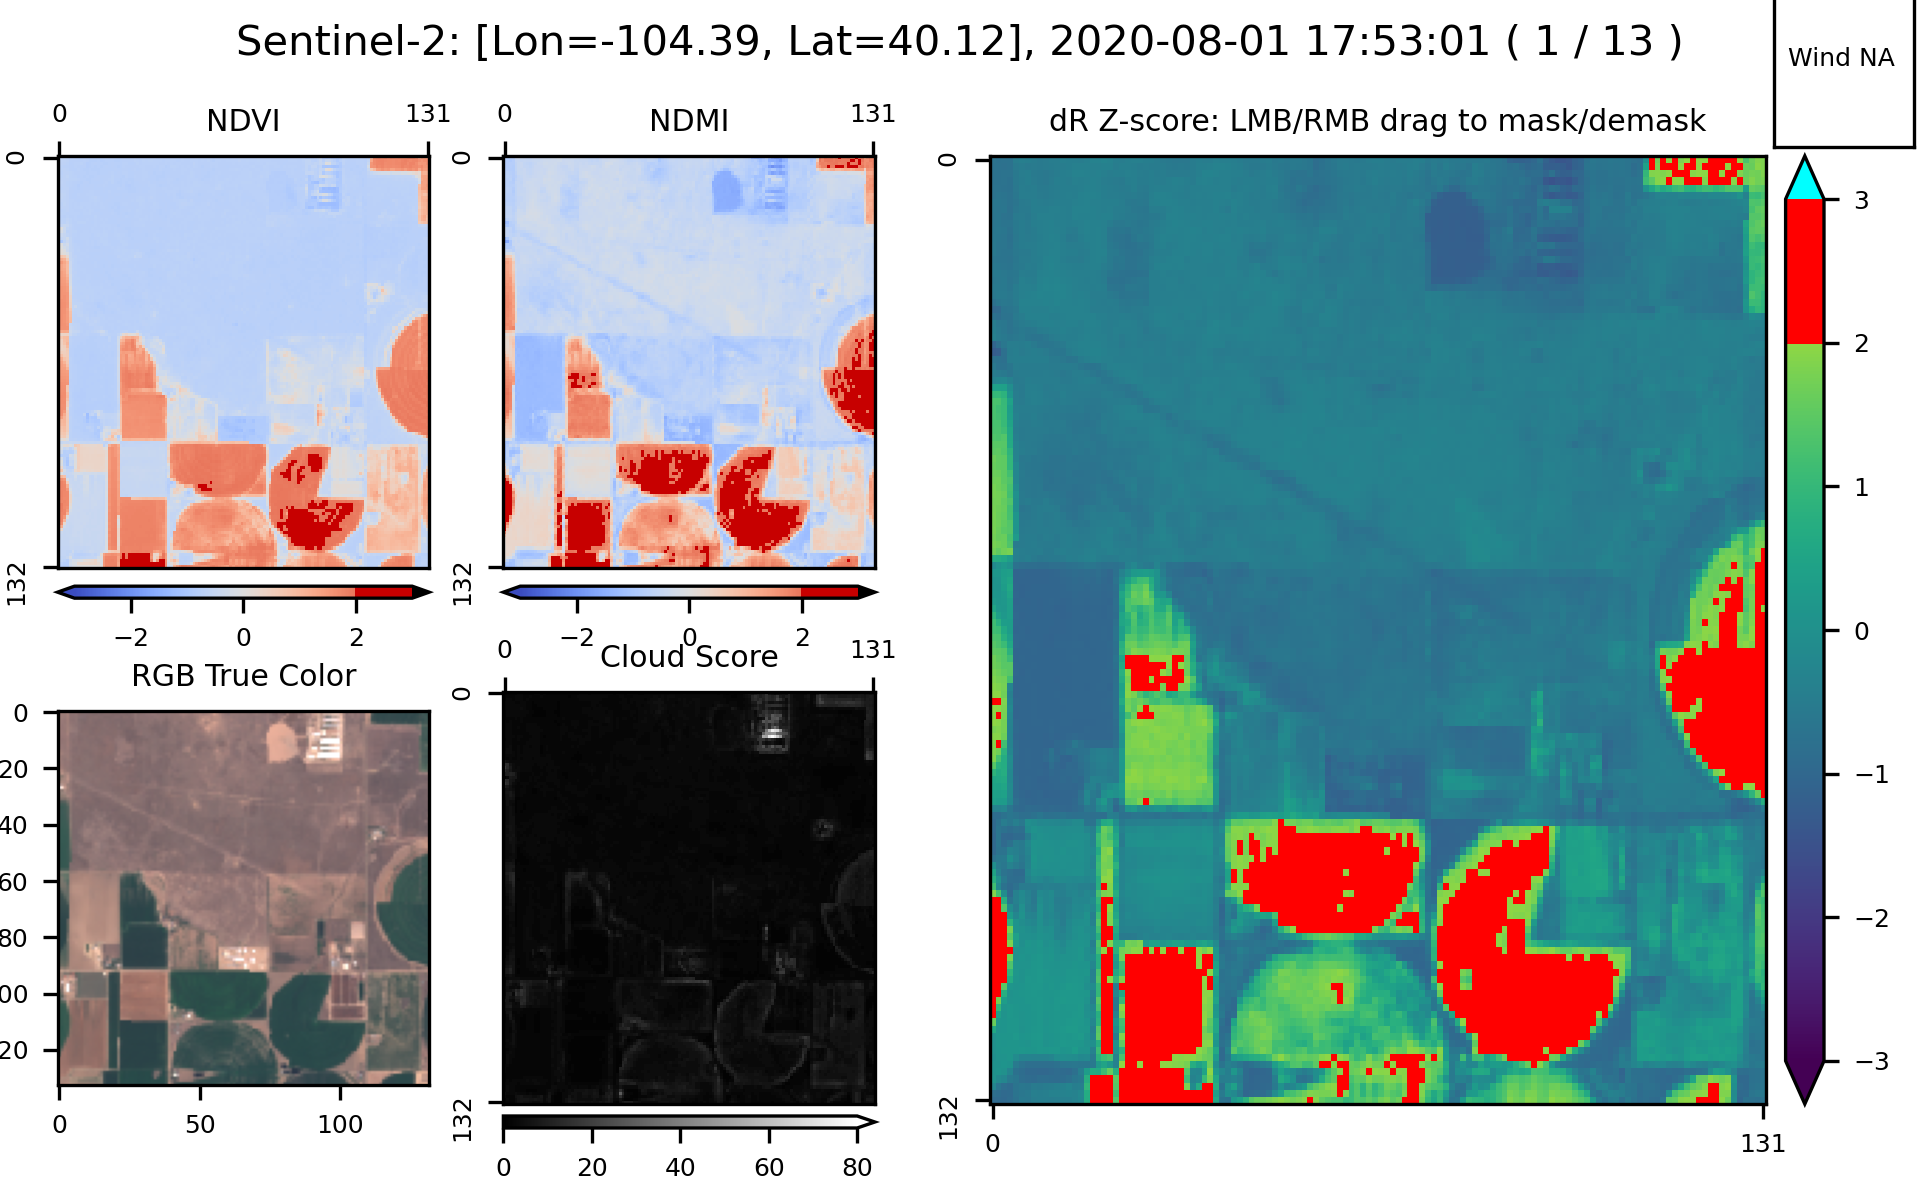 Sentinel-2: [Lon=-104.39, Lat=40.12], 2020-08-01 17:53:01 ( 1 / 13 )
Wind NA
0 131
NDVI
0
132
−2 0 2
0 131
NDMI
0
132
−2 0 2
dR Z-score: LMB/RMB drag to mask/demask
0
132
0 131
3
2
1
0
−1
−2
−3
RGB True Color
0
20
40
60
80
00
20
0 50 100
0 131
Cloud Score
0
132
0 20 40 60 80